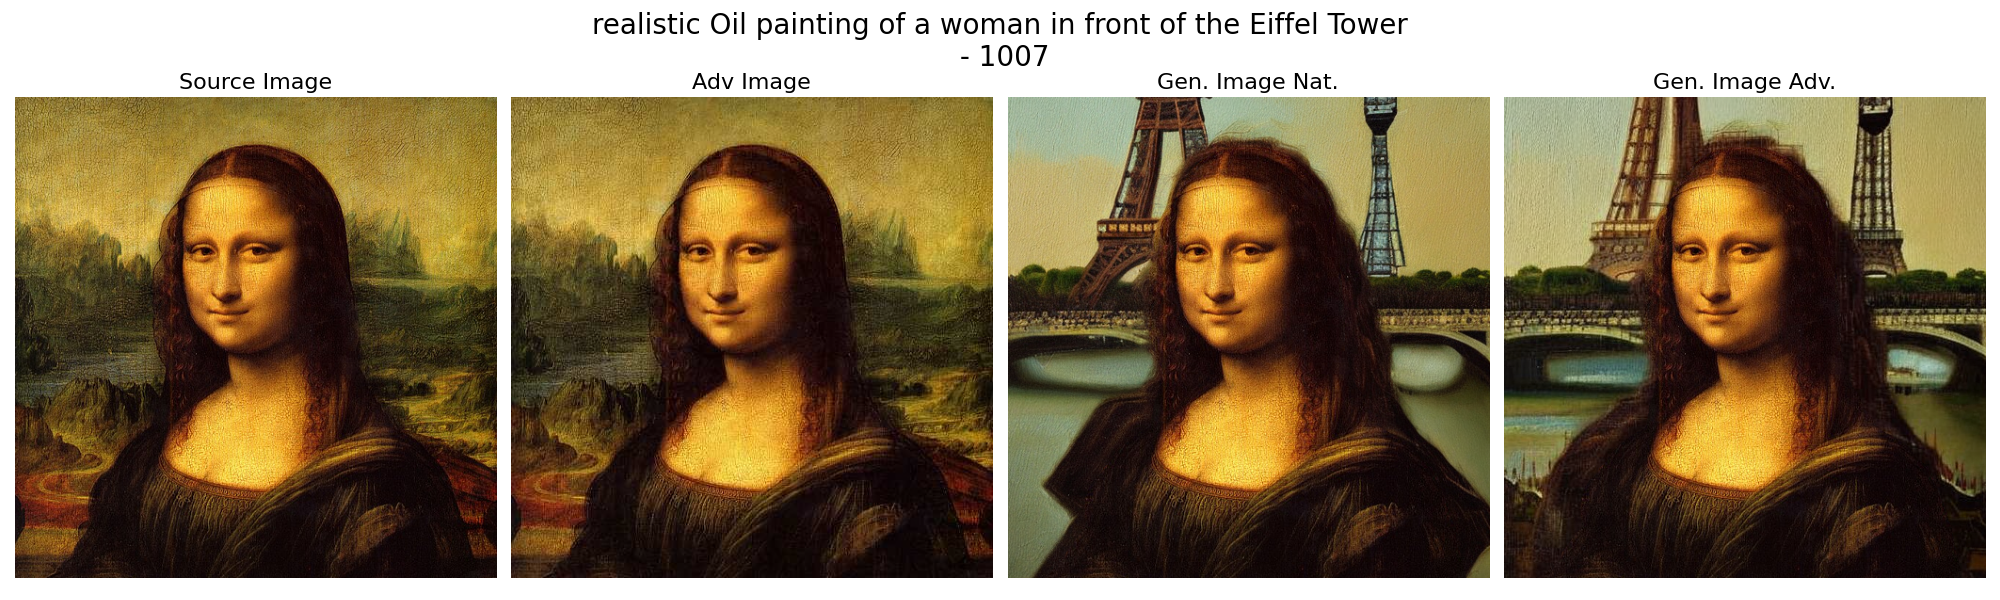 realistic Oil painting of a woman in front of the Eiffel Tower
- 1007
Source Image
Adv Image
Gen. Image Nat.
Gen. Image Adv.